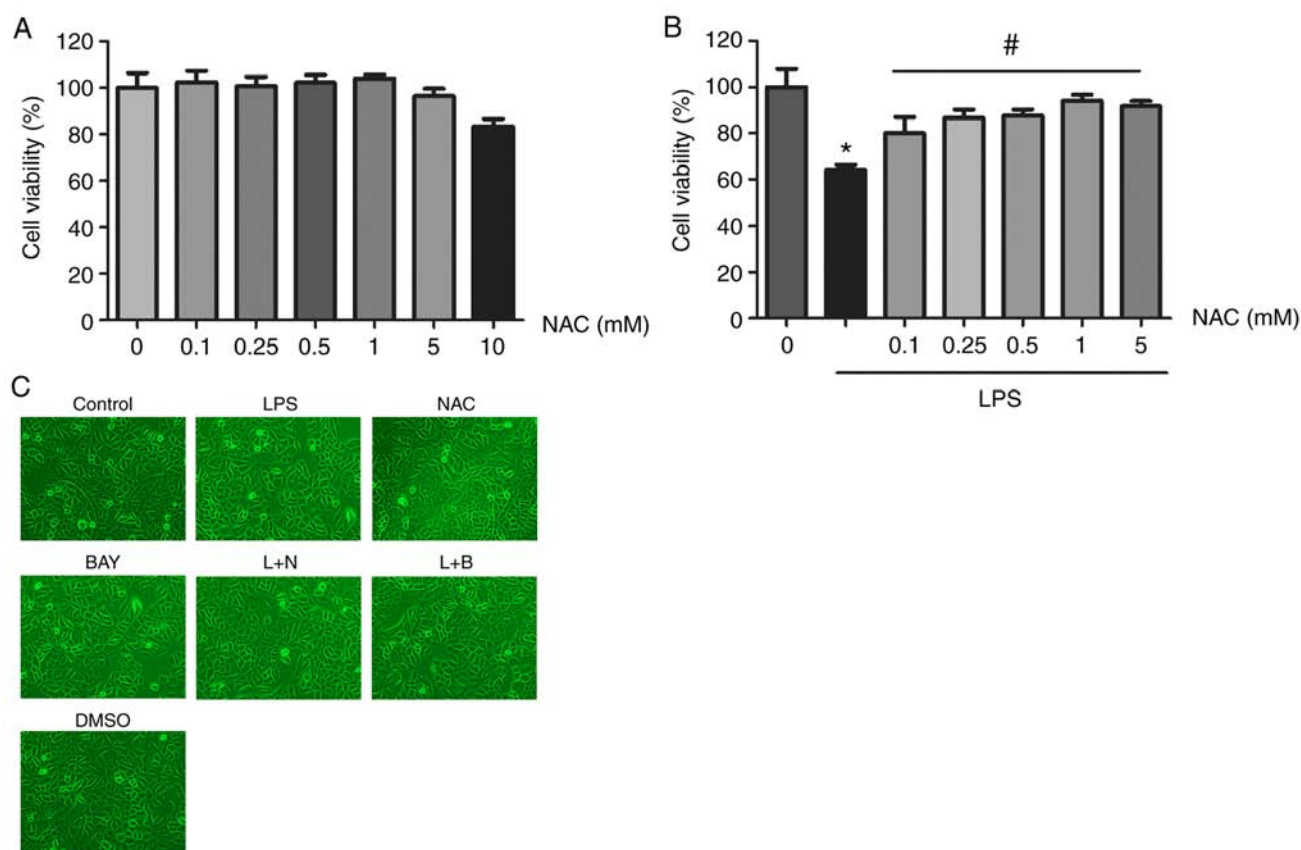 A
Cell viability (%)
120
100
80
60
40
20
0
0 0.1 0.25 0.5 1 5 10
NAC (mM)
B
Cell viability (%)
120
100
80
60
40
20
0
#
*
0 0.1 0.25 0.5 1 5
NAC (mM)
LPS
C
Control LPS NAC
BAY L+N L+B
DMSO